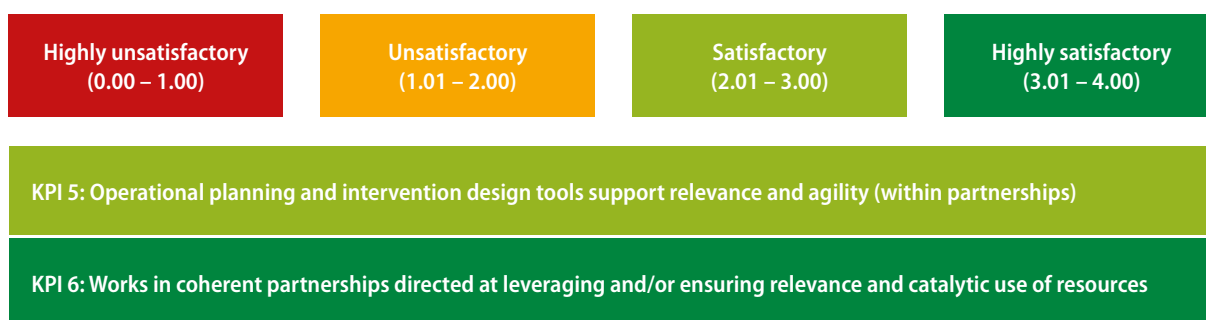 Highly unsatisfactory
(0.00 – 1.00)
Unsatisfactory
(1.01 – 2.00)
Satisfactory
(2.01 – 3.00)
Highly satisfactory
(3.01 – 4.00)
KPI 5: Operational planning and intervention design tools support relevance and agility (within partnerships)
KPI 6: Works in coherent partnerships directed at leveraging and/or ensuring relevance and catalytic use of resources